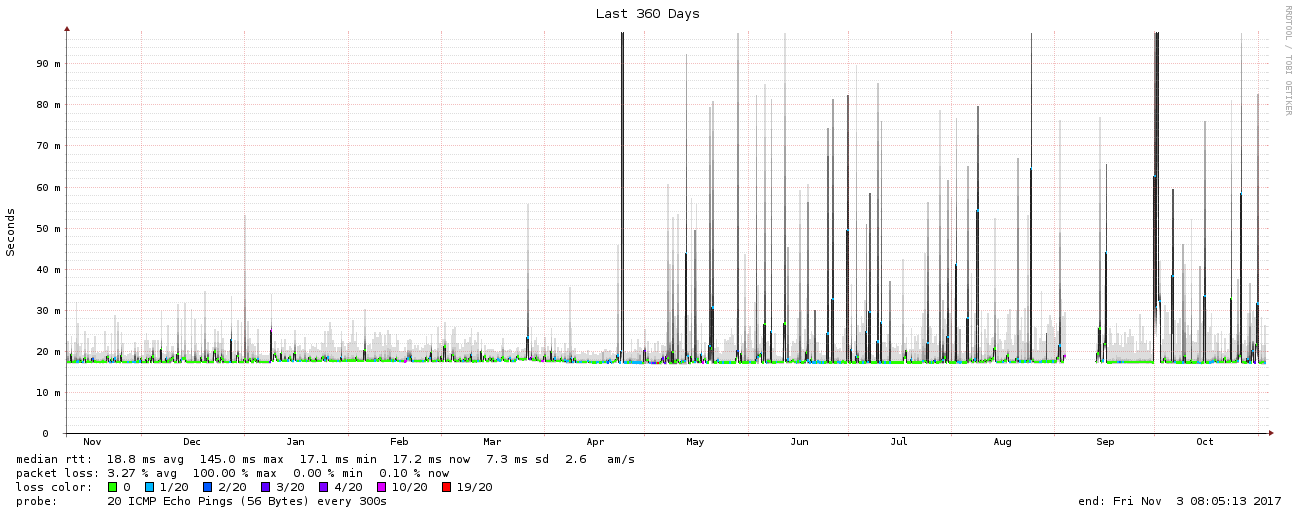 Last 360 Days
RRDTOOL / TOBI OETIKER
Seconds
90 m
80 m
70 m
60 m
50 m
40 m
30 m
20 m
10 m
0
Nov Dec Jan Feb Mar Apr May Jun Jul Aug Sep Oct
median rtt: 18.8 ms avg 145.0 ms max 17.1 ms min 17.2 ms now 7.3 ms sd 2.6 am/s
packet loss: 3.27 % avg 100.00 % max 0.00 % min 0.10 % now
loss color: 0 1/20 2/20 3/20 4/20 10/20 19/20
probe: 20 ICMP Echo Pings (56 Bytes) every 300s
end: Fri Nov 3 08:05:13 2017